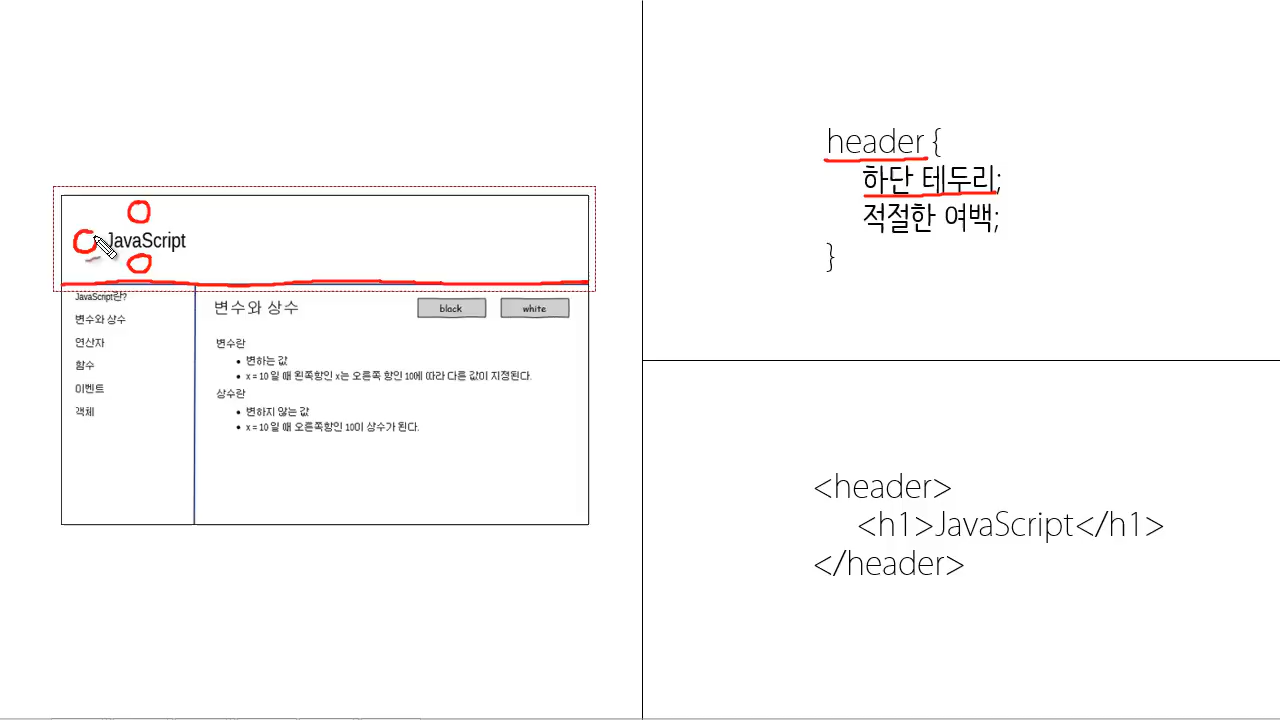 JavaScript
JavaScript란?
변수와 상수
연산자
함수
이벤트
객체
변수와 상수
black
white
변수란
• 변하는 값
• x = 10 일 때 왼쪽항인 x는 오른쪽 항인 10에 따라 다른 값이 지정된다.
상수란
• 변하지 않는 값
• x = 10 일 때 오른쪽항인 10이 상수가 된다.
header {
하단 테두리;
적절한 여백;
}
<header>
<h1>JavaScript</h1>
</header>